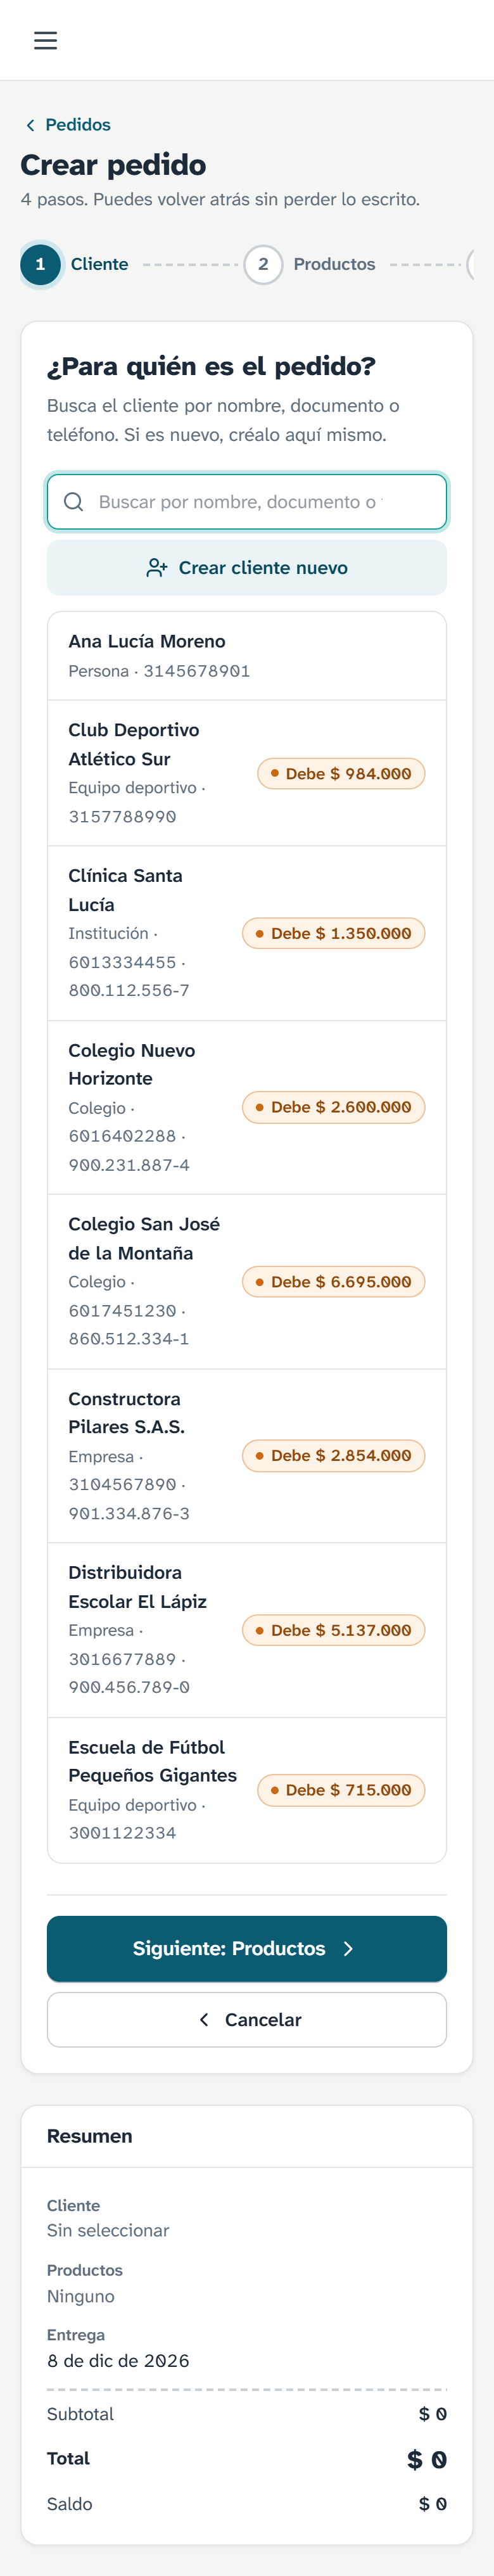 Pedidos
Crear pedido
4 pasos. Puedes volver atrás sin perder lo escrito.
1 Cliente 2 Productos
¿Para quién es el pedido?
Busca el cliente por nombre, documento o
teléfono. Si es nuevo, créalo aquí mismo.
Buscar por nombre, documento o
Crear cliente nuevo
Ana Lucía Moreno
Persona · 3145678901
Club Deportivo
Atlético Sur
Equipo deportivo ·
3157788990
Debe $ 984.000
Clínica Santa
Lucía
Institución ·
6013334455 ·
800.112.556-7
Debe $ 1.350.000
Colegio Nuevo
Horizonte
Colegio ·
6016402288 ·
900.231.887-4
Debe $ 2.600.000
Colegio San José
de la Montaña
Colegio ·
6017451230 ·
860.512.334-1
Debe $ 6.695.000
Constructora
Pilares S.A.S.
Empresa ·
3104567890 ·
901.334.876-3
Debe $ 2.854.000
Distribuidora
Escolar El Lápiz
Empresa ·
3016677889 ·
900.456.789-0
Debe $ 5.137.000
Escuela de Fútbol
Pequeños Gigantes
Equipo deportivo ·
3001122334
Debe $ 715.000
Siguiente: Productos
Cancelar
Resumen
Cliente
Sin seleccionar
Productos
Ninguno
Entrega
8 de dic de 2026
Subtotal $ 0
Total $ 0
Saldo $ 0